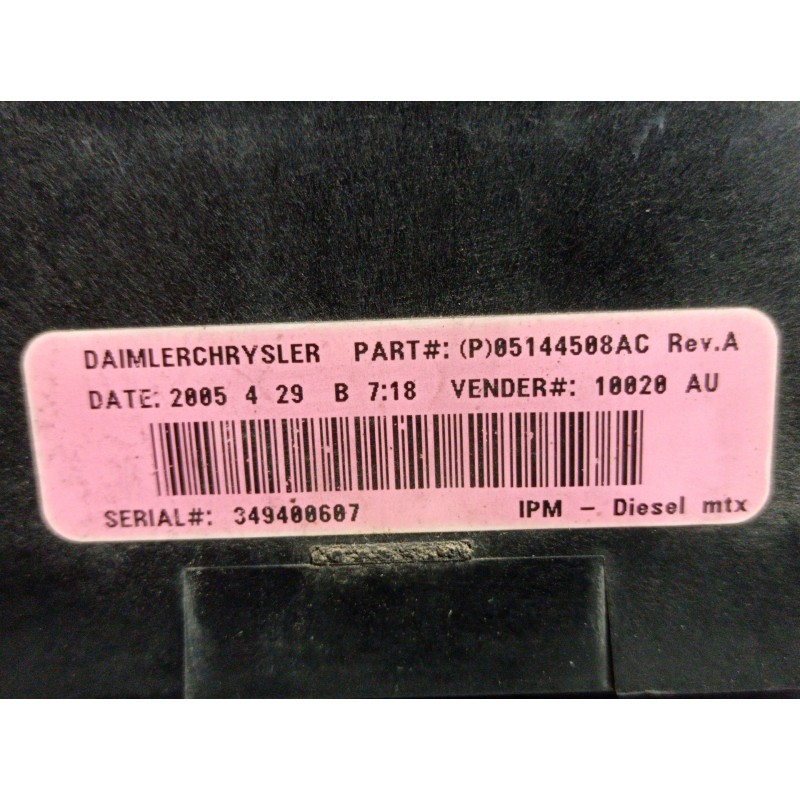 DAIMLERCHRYSLER PART#: (P)05144508AC Rev.A
DATE: 2005 4 29 B 7:18 VENDER#: 10020 AU
SERIAL#: 349400607 IPM - Diesel mtx